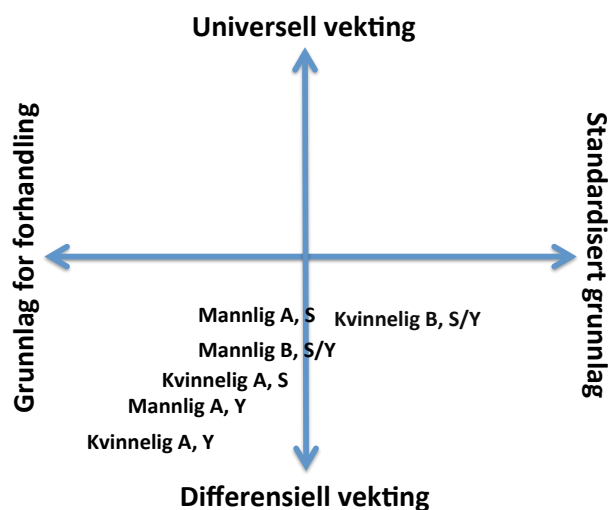 Universell vekting
Grunnlag for forhandling
Standardisert grunnlag
Mannlig A, S
Kvinnelig B, S/Y
Mannlig B, S/Y
Kvinnelig A, S
Mannlig A, Y
Kvinnelig A, Y
Differensiell vekting